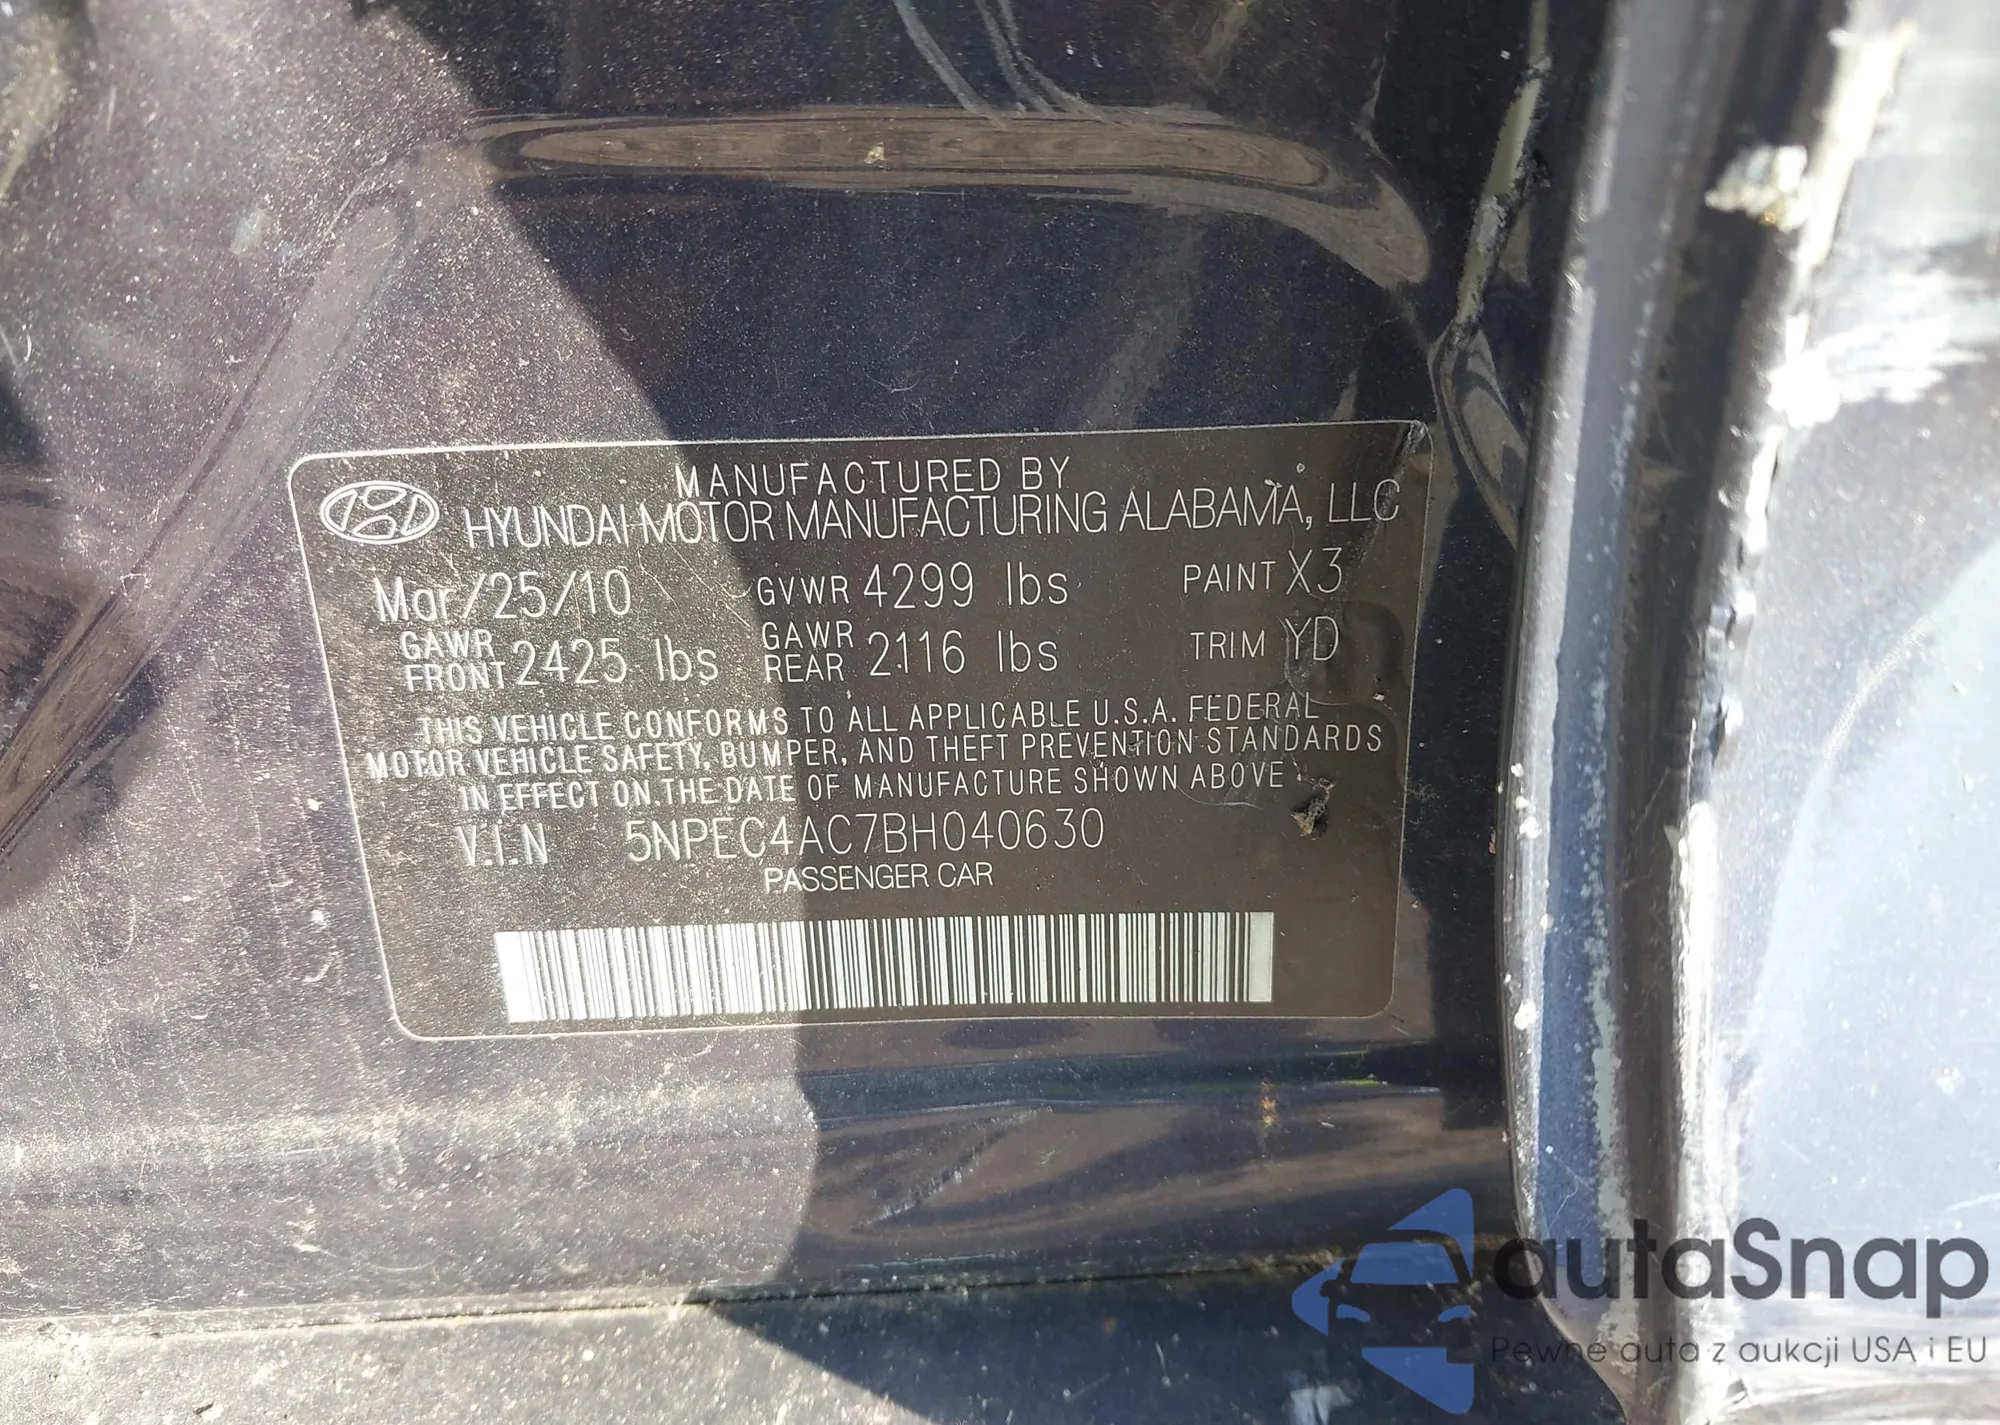 MANUFACTURED BY
HYUNDAI MOTOR MANUFACTURING ALABAMA, LLC
Mar/25/10 GVWR 4299 lbs PAINT X3
GAWR FRONT 2425 lbs GAWR REAR 2116 lbs TRIM YD
THIS VEHICLE CONFORMS TO ALL APPLICABLE U.S.A. FEDERAL
MOTOR VEHICLE SAFETY, BUMPER, AND THEFT PREVENTION STANDARDS
IN EFFECT ON THE DATE OF MANUFACTURE SHOWN ABOVE
V.I.N 5NPEC4AC7BH040630
PASSENGER CAR
autaSnap
Pewne auta z aukcji USA i EU